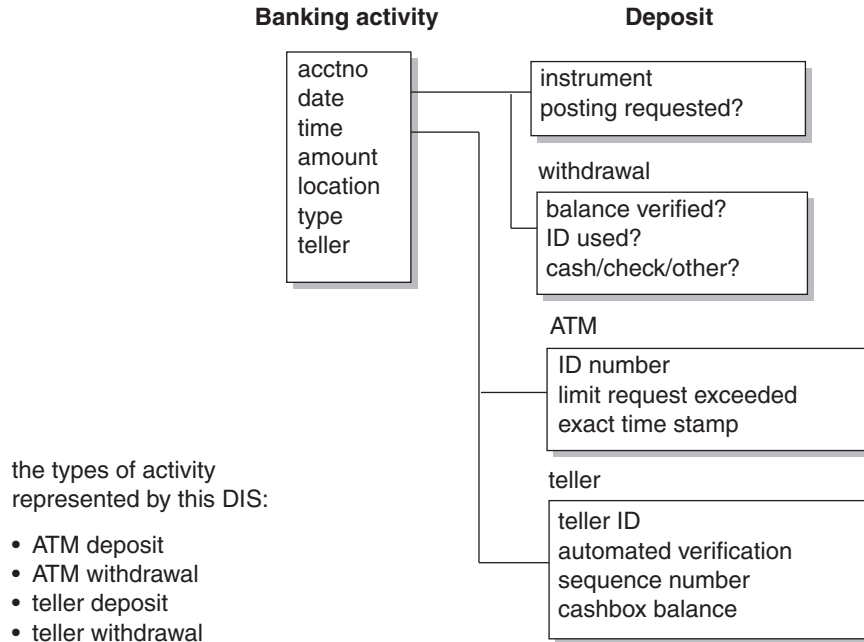 Banking activity
Deposit
acctno
date
time
amount
location
type
teller
instrument
posting requested?
withdrawal
balance verified?
ID used?
cash/check/other?
ATM
ID number
limit request exceeded
exact time stamp
teller
teller ID
automated verification
sequence number
cashbox balance
the types of activity
represented by this DIS:
• ATM deposit
• ATM withdrawal
• teller deposit
• teller withdrawal